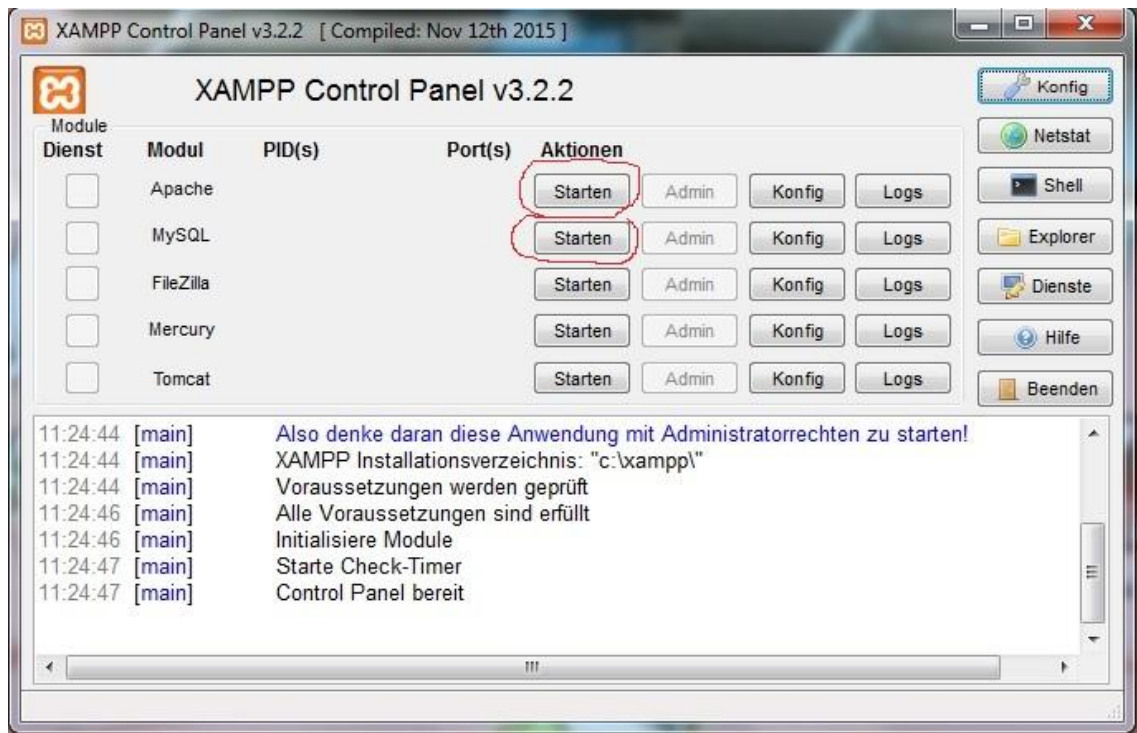 XAMPP Control Panel v3.2.2 [ Compiled: Nov 12th 2015 ]
XAMPP Control Panel v3.2.2
Konfig
Module
Dienst Modul PID(s) Port(s) Aktionen
Netstat
Apache Starten Admin Konfig Logs
Shell
MySQL Starten Admin Konfig Logs
Explorer
FileZilla Starten Admin Konfig Logs
Dienste
Mercury Starten Admin Konfig Logs
Hilfe
Tomcat Starten Admin Konfig Logs
Beenden
11:24:44 [main] Also denke daran diese Anwendung mit Administratorrechten zu starten!
11:24:44 [main] XAMPP Installationsverzeichnis: "c:\xampp\"
11:24:44 [main] Voraussetzungen werden geprüft
11:24:46 [main] Alle Voraussetzungen sind erfüllt
11:24:46 [main] Initialisiere Module
11:24:47 [main] Starte Check-Timer
11:24:47 [main] Control Panel bereit